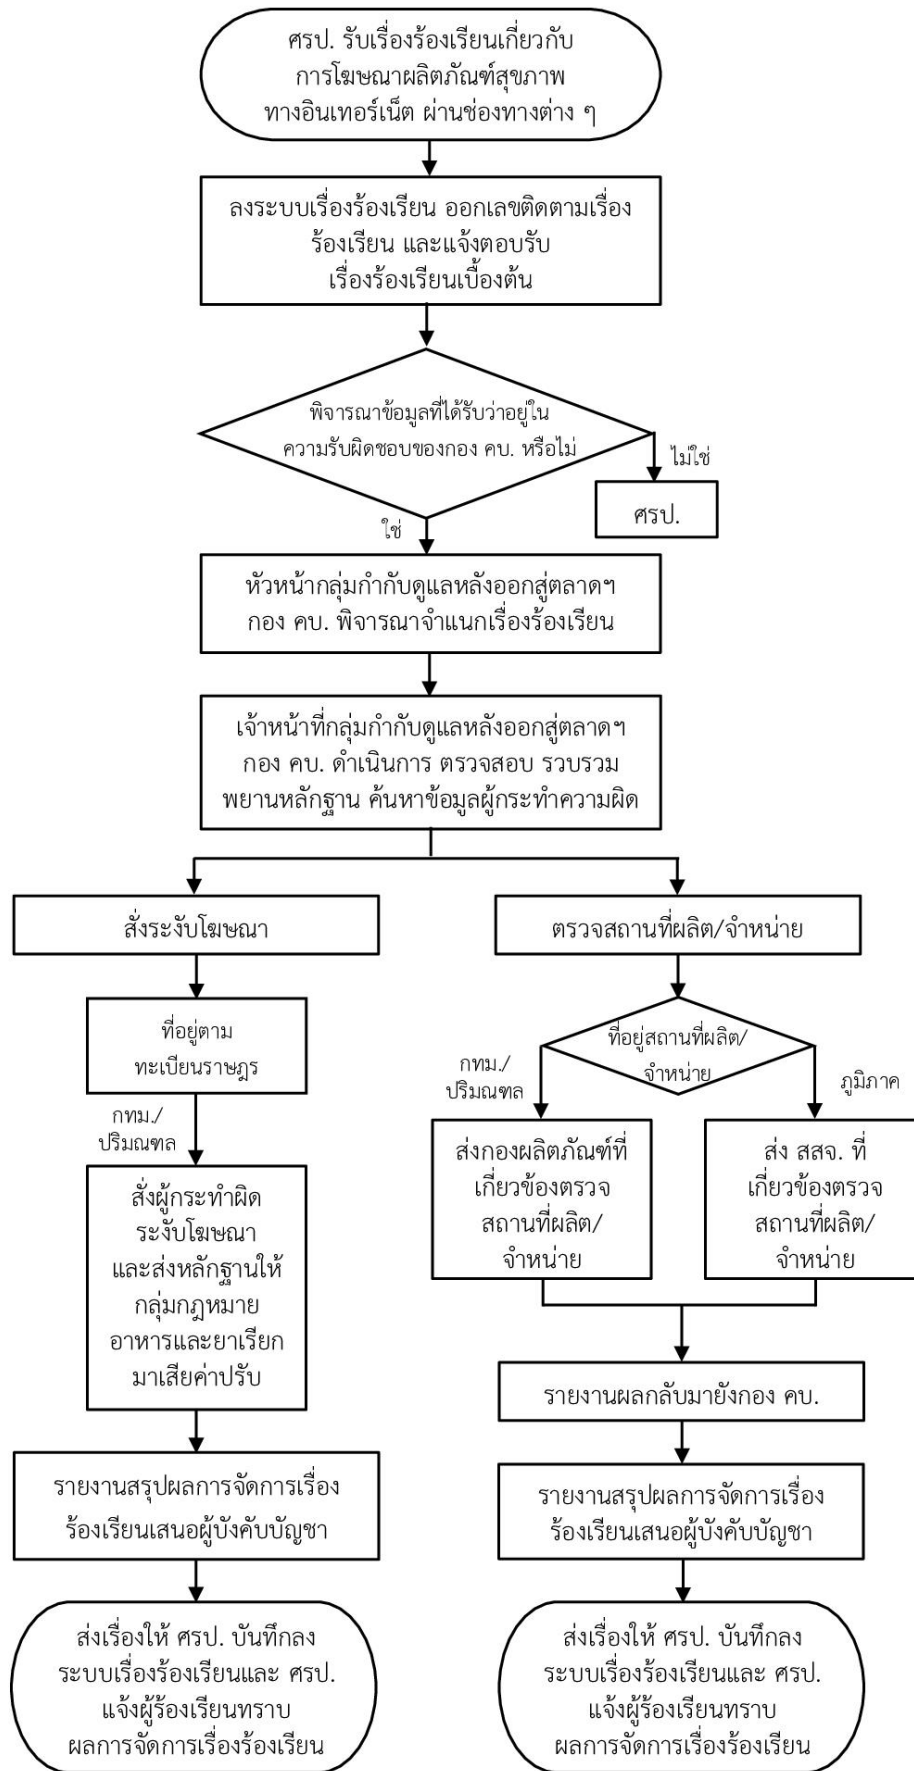 ศรป. รับเรื่องร้องเรียนเกี่ยวกับ
การโฆษณาผลิตภัณฑ์สุขภาพ
ทางอินเทอร์เน็ต ผ่านช่องทางต่าง ๆ
ลงระบบเรื่องร้องเรียน ออกเลขติดตามเรื่อง
ร้องเรียน และแจ้งตอบรับ
เรื่องร้องเรียนเบื้องต้น
พิจารณาข้อมูลที่ได้รับว่าอยู่ใน
ความรับผิดชอบของกอง คบ. หรือไม่
ไม่ใช่
ศรป.
ใช่
หัวหน้ากลุ่มกำกับดูแลหลังออกสู่ตลาดฯ
กอง คบ. พิจารณาจำแนกเรื่องร้องเรียน
เจ้าหน้าที่กลุ่มกำกับดูแลหลังออกสู่ตลาดฯ
กอง คบ. ดำเนินการ ตรวจสอบ รวบรวม
พยานหลักฐาน ค้นหาข้อมูลผู้กระทำความผิด
สั่งระงับโฆษณา
ที่อยู่ตาม
ทะเบียนราษฎร
กทม./
ปริมณฑล
สั่งผู้กระทำผิด
ระงับโฆษณา
และส่งหลักฐานให้
กลุ่มกฎหมาย
อาหารและยาเรียก
มาเสียค่าปรับ
รายงานสรุปผลการจัดการเรื่อง
ร้องเรียนเสนอผู้บังคับบัญชา
ส่งเรื่องให้ ศรป. บันทึกลง
ระบบเรื่องร้องเรียนและ ศรป.
แจ้งผู้ร้องเรียนทราบ
ผลการจัดการเรื่องร้องเรียน
ตรวจสถานที่ผลิต/จำหน่าย
ที่อยู่สถานที่ผลิต/
จำหน่าย
กทม./
ปริมณฑล
ภูมิภาค
ส่งกองผลิตภัณฑ์ที่
เกี่ยวข้องตรวจ
สถานที่ผลิต/
จำหน่าย
ส่ง สสจ. ที่
เกี่ยวข้องตรวจ
สถานที่ผลิต/
จำหน่าย
รายงานผลกลับมายังกอง คบ.
รายงานสรุปผลการจัดการเรื่อง
ร้องเรียนเสนอผู้บังคับบัญชา
ส่งเรื่องให้ ศรป. บันทึกลง
ระบบเรื่องร้องเรียนและ ศรป.
แจ้งผู้ร้องเรียนทราบ
ผลการจัดการเรื่องร้องเรียน